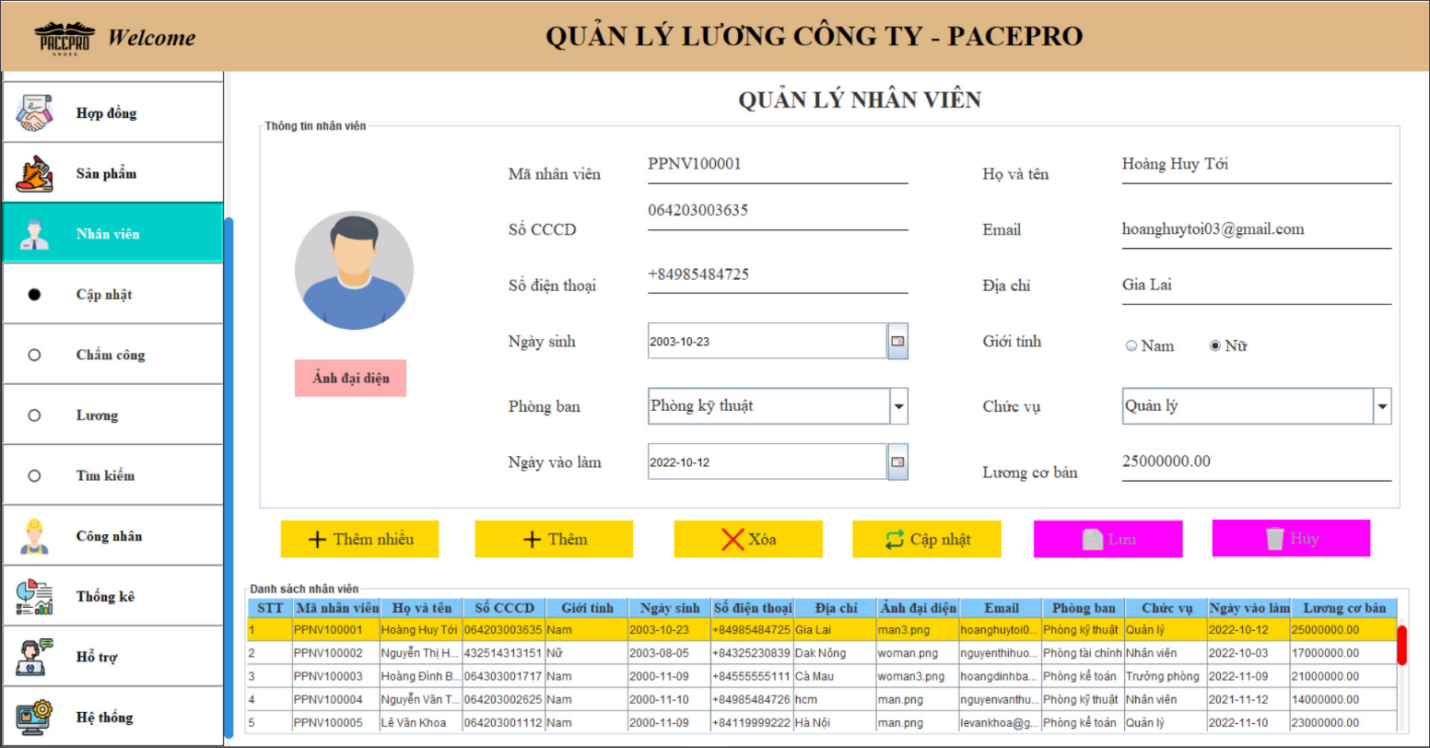 PACEPRO
SHOES
Welcome
QUẢN LÝ LƯƠNG CÔNG TY - PACEPRO
Hợp đồng
Sản phẩm
Nhân viên
Cập nhật
Chấm công
Lương
Tìm kiếm
Công nhân
Thống kê
Hỗ trợ
Hệ thống
QUẢN LÝ NHÂN VIÊN
Thông tin nhân viên
Ảnh đại diện
Mã nhân viên PPNV100001 Họ và tên Hoàng Huy Tới
Số CCCD 064203003635 Email hoanghuytoi03@gmail.com
Số điện thoại +84985484725 Địa chỉ Gia Lai
Ngày sinh 2003-10-23 Giới tính Nam Nữ
Phòng ban Phòng kỹ thuật Chức vụ Quản lý
Ngày vào làm 2022-10-12 Lương cơ bản 25000000.00
Thêm nhiều Thêm Xóa Cập nhật Lưu Hủy
Danh sách nhân viên
STT Mã nhân viên Họ và tên Số CCCD Giới tính Ngày sinh Số điện thoại Địa chỉ Ảnh đại diện Email Phòng ban Chức vụ Ngày vào làm Lương cơ bản
1 PPNV100001 Hoàng Huy Tới 064203003635 Nam 2003-10-23 +84985484725 Gia Lai man3.png hoanghuytoi0... Phòng kỹ thuật Quản lý 2022-10-12 25000000.00
2 PPNV100002 Nguyễn Thị H... 432514313151 Nữ 2003-08-05 +84325230839 Dak Nông woman.png nguyenthihuo... Phòng tài chính Nhân viên 2022-10-03 17000000.00
3 PPNV100003 Hoàng Đình B... 064303001717 Nam 2000-11-09 +84555555111 Cà Mau woman3.png hoangdinhba... Phòng kế toán Trưởng phòng 2022-11-09 21000000.00
4 PPNV100004 Nguyễn Văn T... 064203002625 Nam 2000-11-10 +84985484726 hcm man.png nguyenvanthu... Phòng kỹ thuật Nhân viên 2021-11-12 14000000.00
5 PPNV100005 Lê Văn Khoa 064203001112 Nam 2000-11-09 +84119999222 Hà Nội man.png levankhoa@g... Phòng kế toán Quản lý 2022-11-10 23000000.00